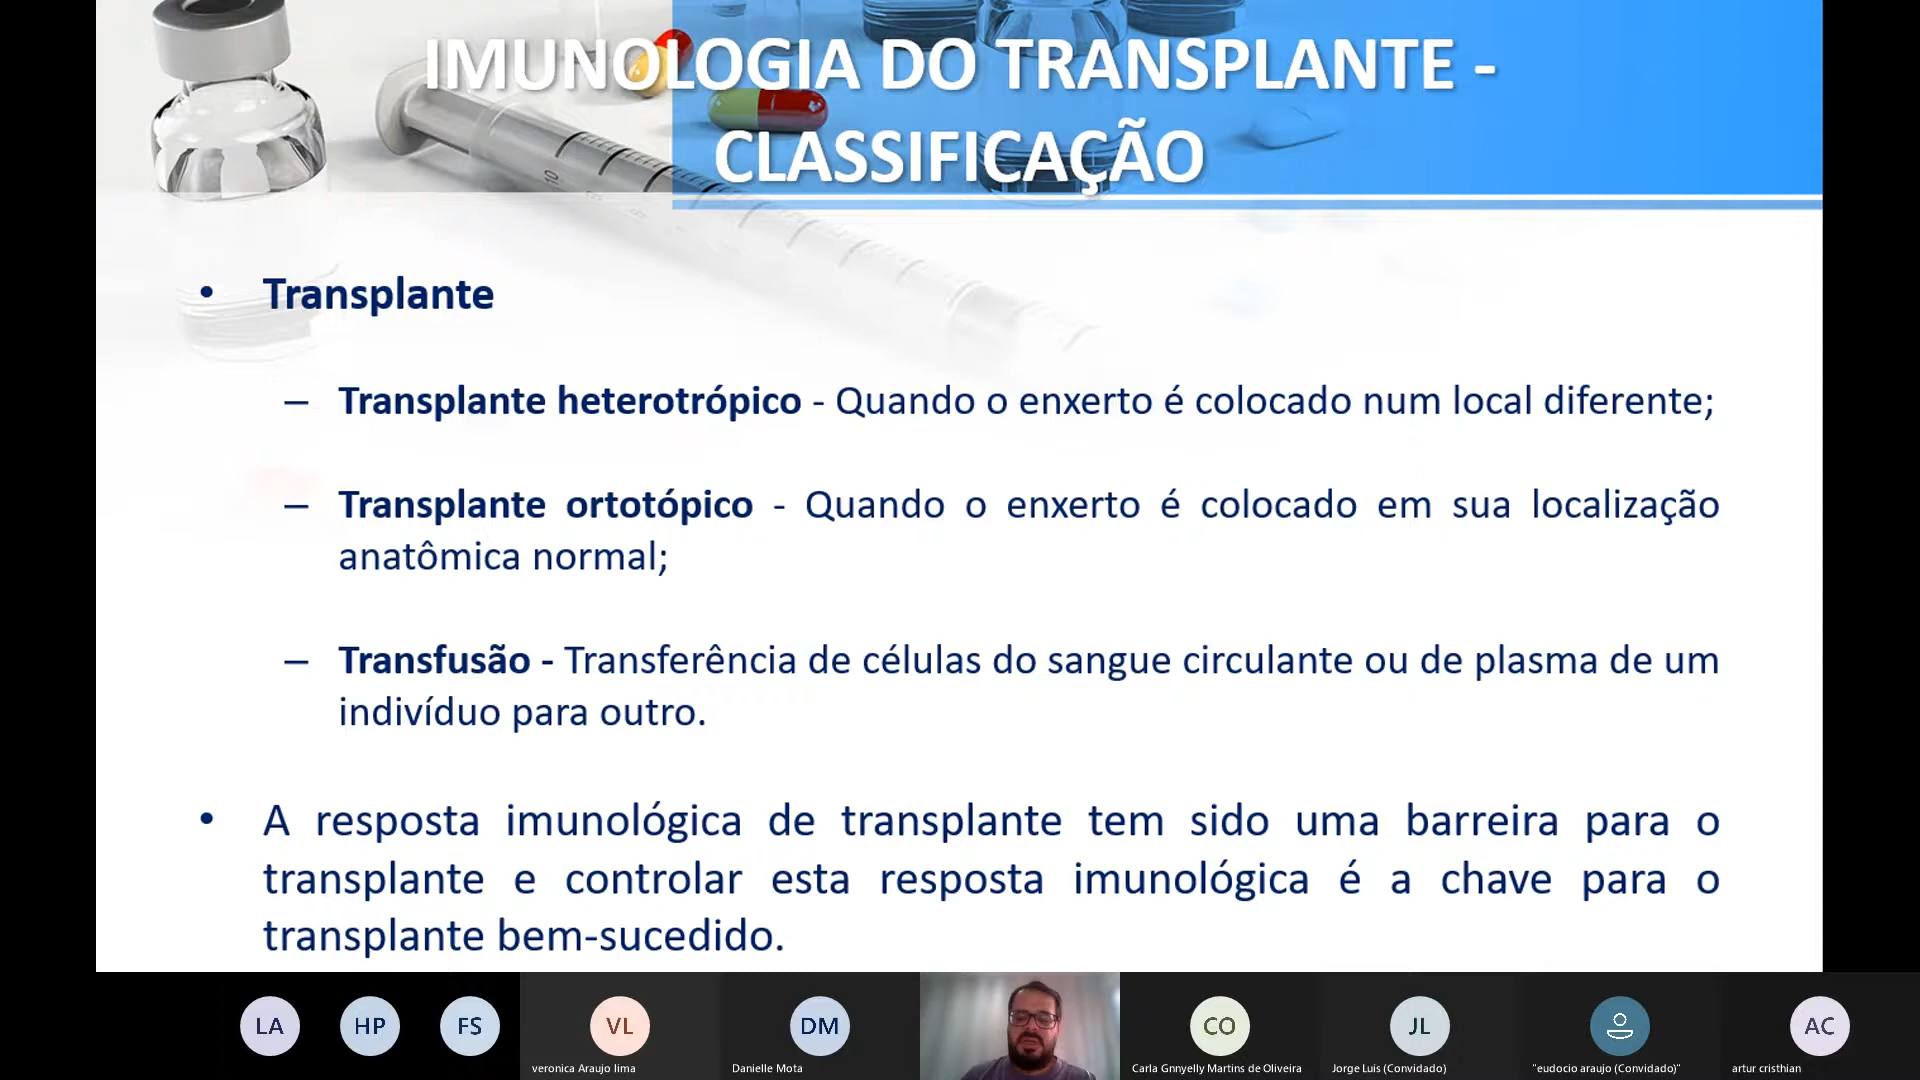 IMUNOLOGIA DO TRANSPLANTE -
CLASSIFICAÇÃO
• Transplante
– Transplante heterotrópico - Quando o enxerto é colocado num local diferente;
– Transplante ortotópico - Quando o enxerto é colocado em sua localização
anatômica normal;
– Transfusão - Transferência de células do sangue circulante ou de plasma de um
indivíduo para outro.
• A resposta imunológica de transplante tem sido uma barreira para o
transplante e controlar esta resposta imunológica é a chave para o
transplante bem-sucedido.
10
LA
HP
FS
VL
veronica Araujo lima
DM
Danielle Mota
CO
Carla Gnnyelly Martins de Oliveira
JL
Jorge Luis (Convidado)
"eudocio araujo (Convidado)"
AC
artur cristhian